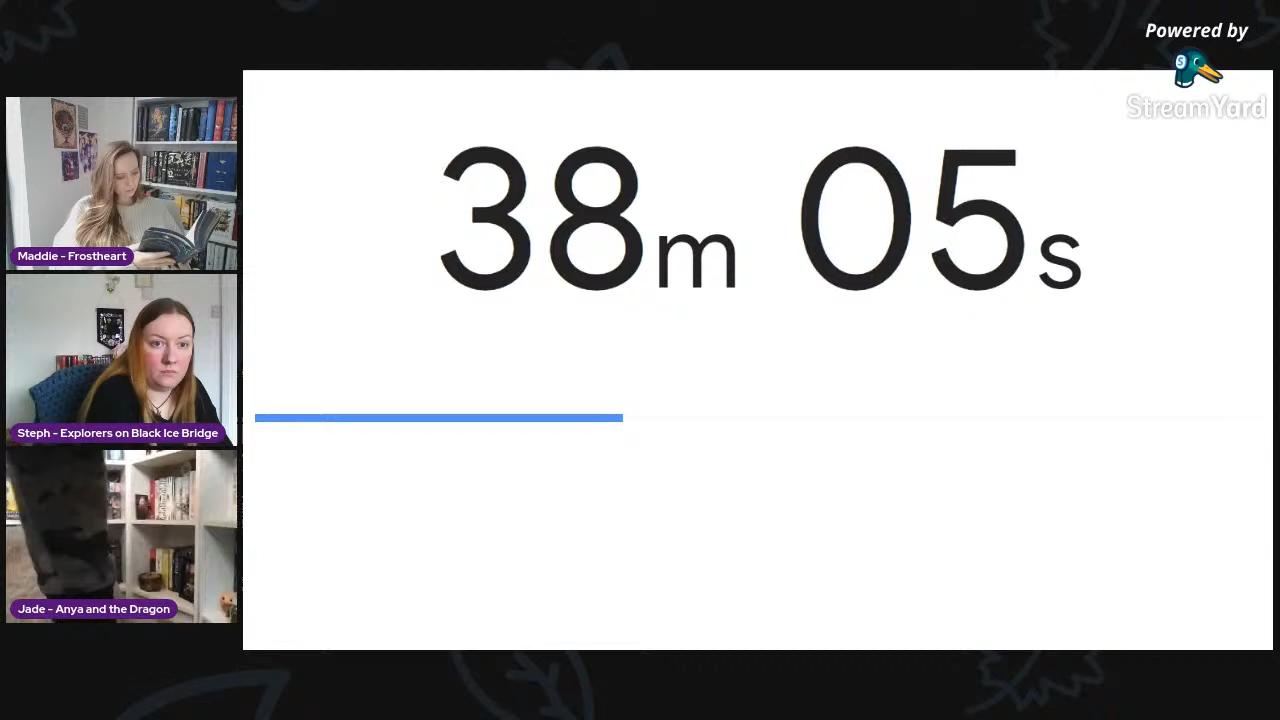 Powered by
StreamYard
38m 05s
Maddie - Frostheart
Steph - Explorers on Black Ice Bridge
Jade - Anya and the Dragon